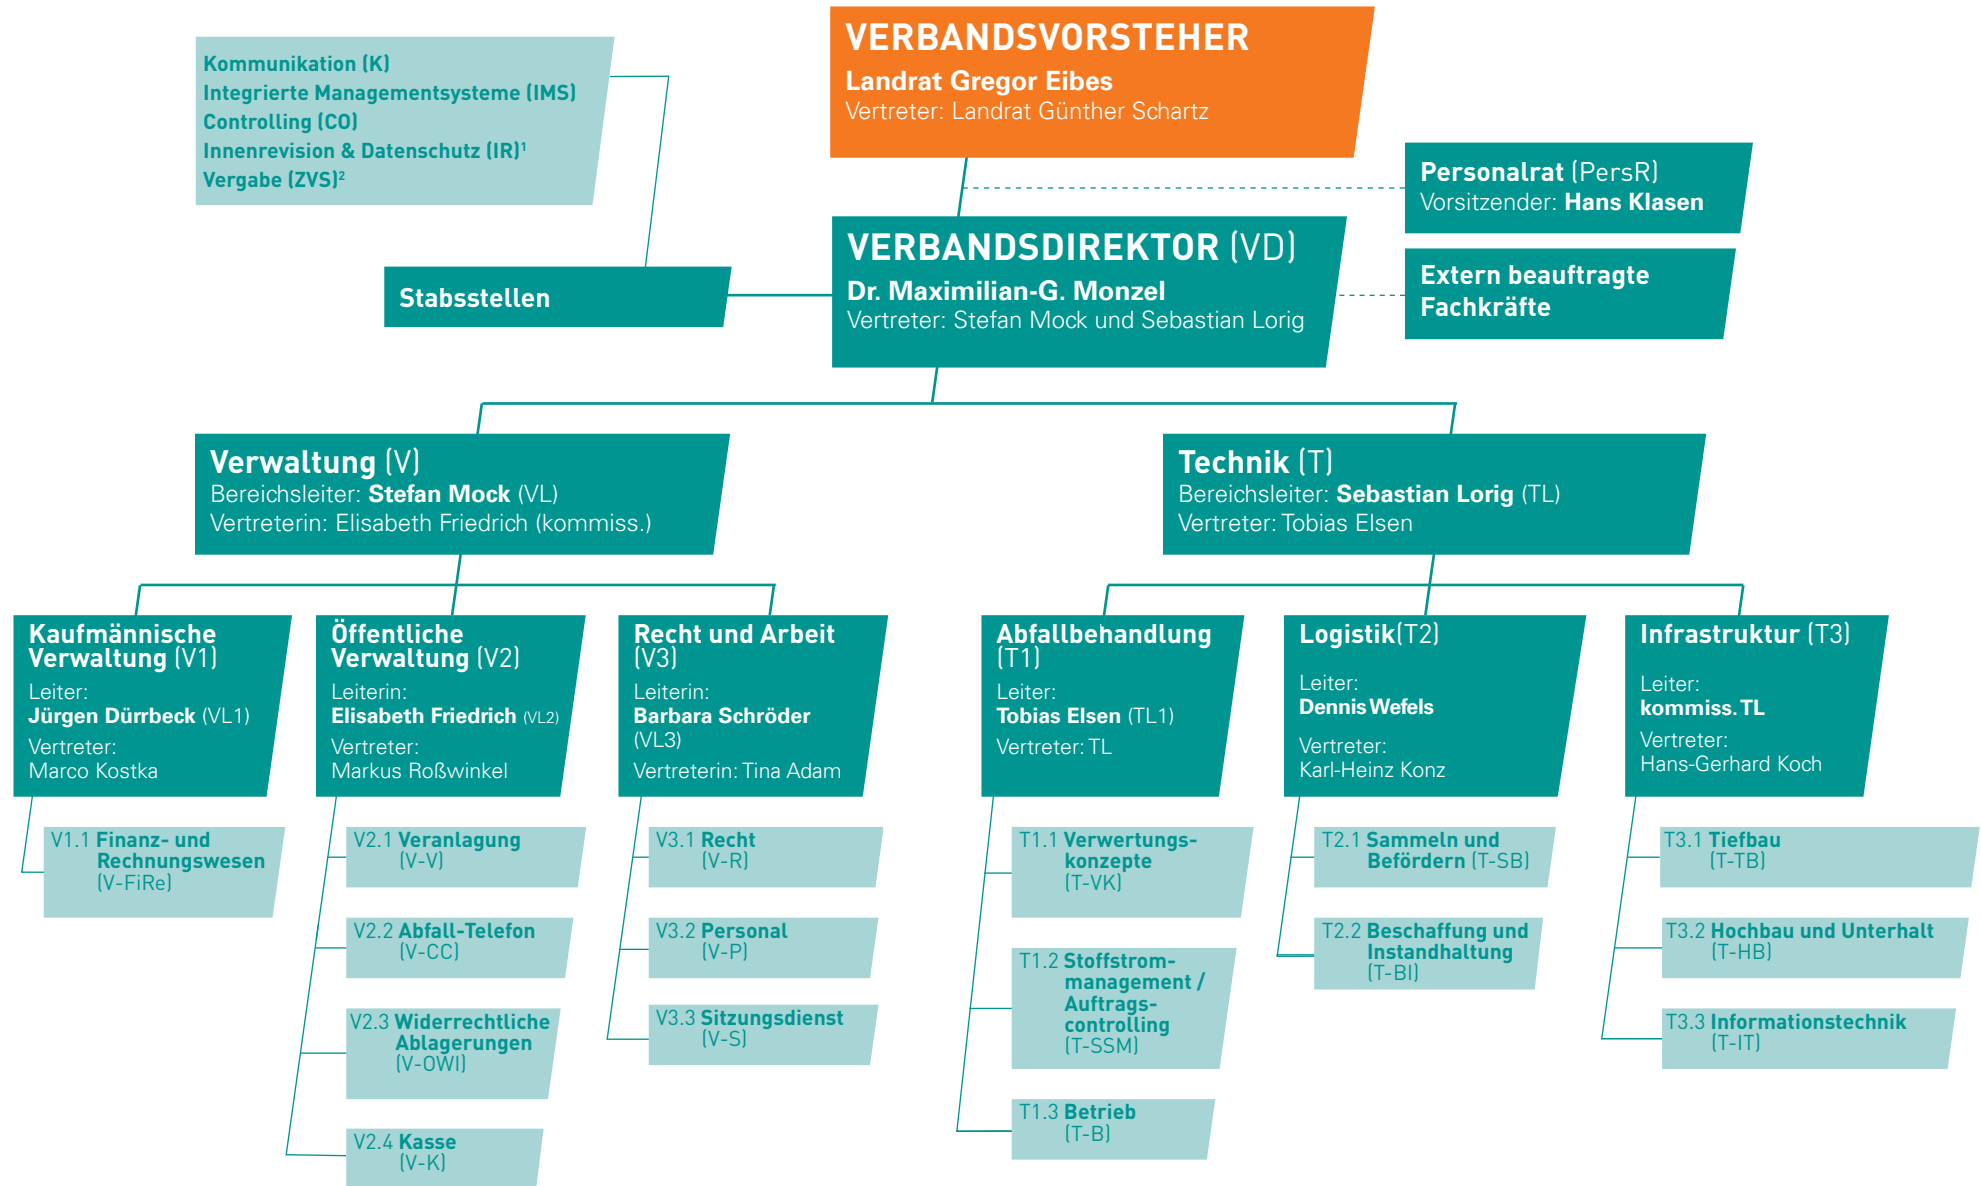 VERBANDSVORSTEHER
Landrat Gregor Eibes
Vertreter: Landrat Günther Schartz
Kommunikation (K)
Integrierte Managementsysteme (IMS)
Controlling (CO)
Innenrevision & Datenschutz (IR)¹
Vergabe (ZVS)²
Personalrat (PersR)
Vorsitzender: Hans Klasen
VERBANDSDIREKTOR (VD)
Dr. Maximilian-G. Monzel
Vertreter: Stefan Mock und Sebastian Lorig
Stabsstellen
Extern beauftragte
Fachkräfte
Verwaltung (V)
Bereichsleiter: Stefan Mock (VL)
Vertreterin: Elisabeth Friedrich (kommiss.)
Technik (T)
Bereichsleiter: Sebastian Lorig (TL)
Vertreter: Tobias Elsen
Kaufmännische
Verwaltung (V1)
Leiter:
Jürgen Dürrbeck (VL1)
Vertreter:
Marco Kostka
V1.1 Finanz- und
Rechnungswesen
(V-FiRe)
Öffentliche
Verwaltung (V2)
Leiterin:
Elisabeth Friedrich (VL2)
Vertreter:
Markus Roßwinkel
V2.1 Veranlagung
(V-V)
V2.2 Abfall-Telefon
(V-CC)
V2.3 Widerrechtliche
Ablagerungen
(V-OWI)
V2.4 Kasse
(V-K)
Recht und Arbeit
(V3)
Leiterin:
Barbara Schröder
(VL3)
Vertreterin: Tina Adam
V3.1 Recht
(V-R)
V3.2 Personal
(V-P)
V3.3 Sitzungsdienst
(V-S)
Abfallbehandlung
(T1)
Leiter:
Tobias Elsen (TL1)
Vertreter: TL
T1.1 Verwertungs-
konzepte
(T-VK)
T1.2 Stoffstrom-
management /
Auftrags-
controlling
(T-SSM)
T1.3 Betrieb
(T-B)
Logistik(T2)
Leiter:
Dennis Wefels
Vertreter:
Karl-Heinz Konz
T2.1 Sammeln und
Befördern (T-SB)
T2.2 Beschaffung und
Instandhaltung
(T-BI)
Infrastruktur (T3)
Leiter:
kommiss. TL
Vertreter:
Hans-Gerhard Koch
T3.1 Tiefbau
(T-TB)
T3.2 Hochbau und Unterhalt
(T-HB)
T3.3 Informationstechnik
(T-IT)